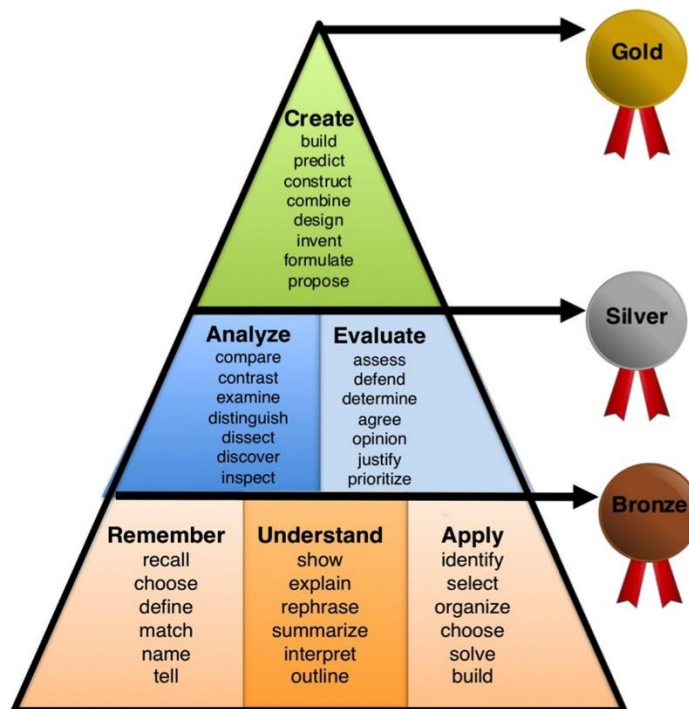 Gold
Create
build
predict
construct
combine
design
invent
formulate
propose
Silver
Analyze
compare
contrast
examine
distinguish
dissect
discover
inspect
Evaluate
assess
defend
determine
agree
opinion
justify
prioritize
Bronze
Remember
recall
choose
define
match
name
tell
Understand
show
explain
rephrase
summarize
interpret
outline
Apply
identify
select
organize
choose
solve
build